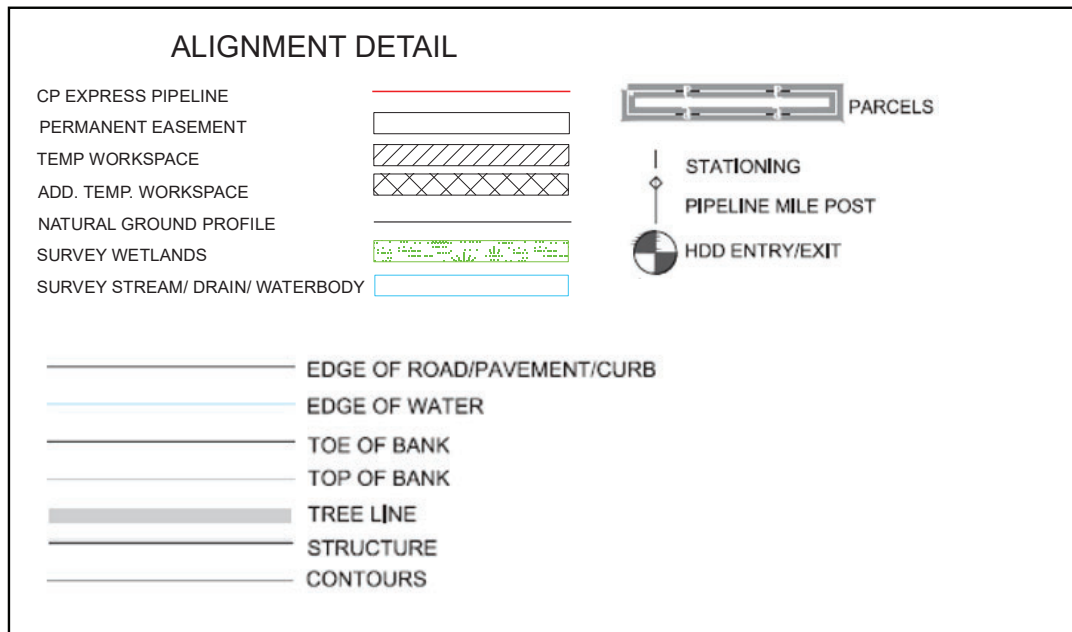 ALIGNMENT DETAIL
CP EXPRESS PIPELINE
PERMANENT EASEMENT
TEMP WORKSPACE
ADD. TEMP. WORKSPACE
NATURAL GROUND PROFILE
SURVEY WETLANDS
SURVEY STREAM/ DRAIN/ WATERBODY
PARCELS
STATIONING
PIPELINE MILE POST
HDD ENTRY/EXIT
EDGE OF ROAD/PAVEMENT/CURB
EDGE OF WATER
TOE OF BANK
TOP OF BANK
TREE LINE
STRUCTURE
CONTOURS